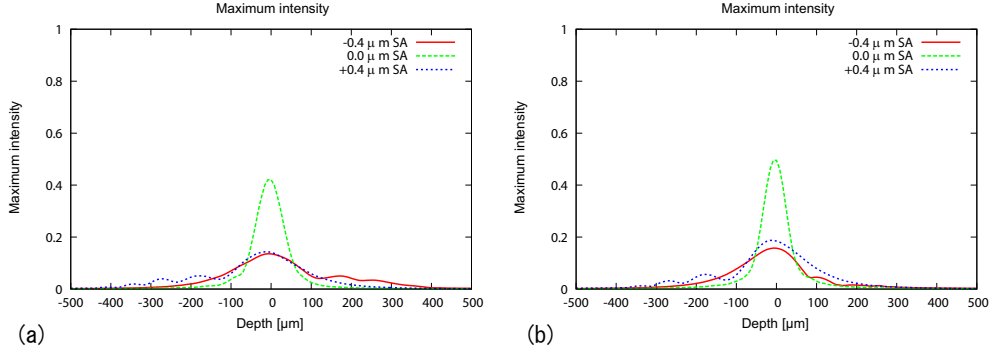 Maximum intensity
1
0.8
0.6
0.4
0.2
0
Maximum intensity
-0.4 μ m SA
0.0 μ m SA
+0.4 μ m SA
-500 -400 -300 -200 -100 0 100 200 300 400 500
Depth [μm]
(a)
Maximum intensity
1
0.8
0.6
0.4
0.2
0
Maximum intensity
-0.4 μ m SA
0.0 μ m SA
+0.4 μ m SA
-500 -400 -300 -200 -100 0 100 200 300 400 500
Depth [μm]
(b)